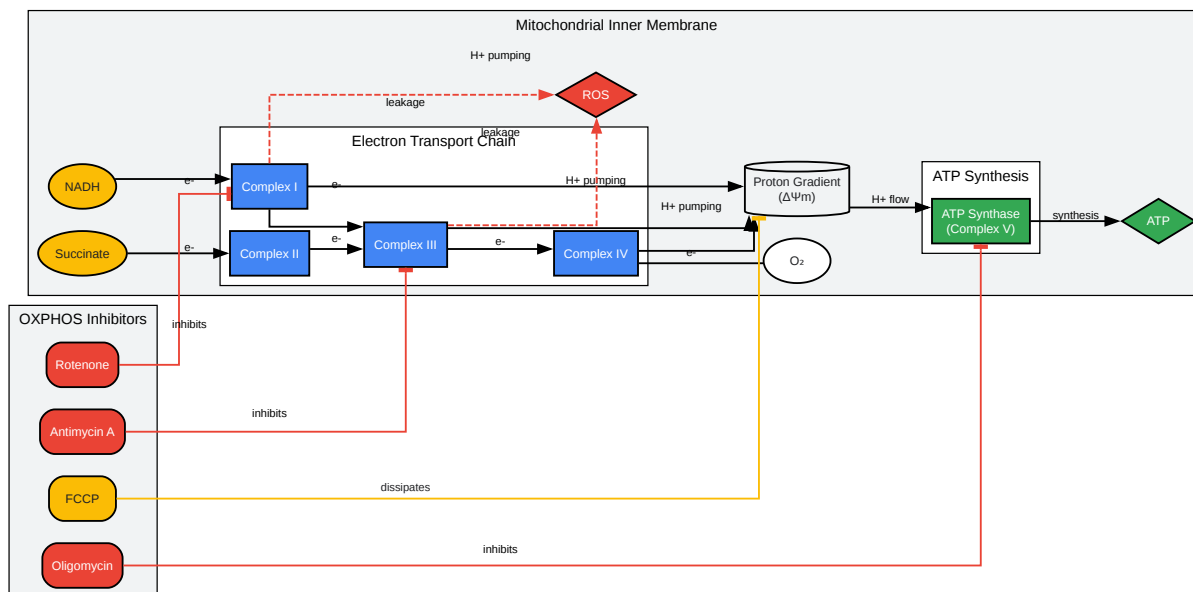 Mitochondrial Inner Membrane
H+ pumping
ROS
leakage
leakage
Electron Transport Chain
NADH
e-
Complex I
e-
H+ pumping
Proton Gradient
(ΔΨm)
H+ flow
ATP Synthesis
ATP Synthase
(Complex V)
synthesis
ATP
H+ pumping
Succinate
e-
Complex II
e-
Complex III
e-
Complex IV
e-
O₂
OXPHOS Inhibitors
inhibits
Rotenone
inhibits
Antimycin A
dissipates
FCCP
inhibits
Oligomycin